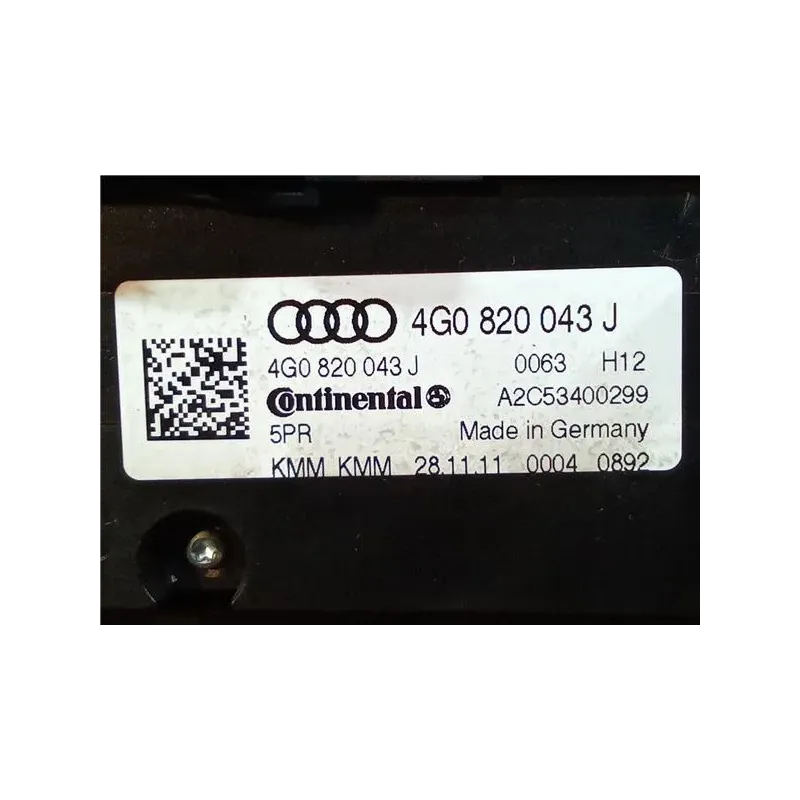 4G0 820 043 J
4G0 820 043 J 0063 H12
Continental A2C53400299
5PR Made in Germany
KMM KMM 28.11.11 0004 0892